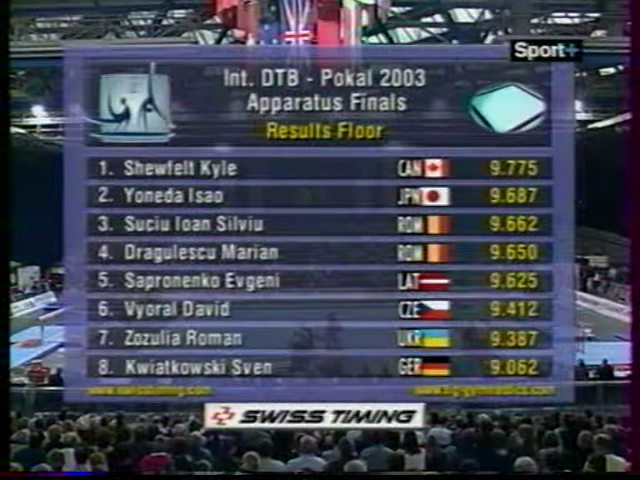 Sport+
Int. DTB - Pokal 2003
Apparatus Finals
Results Floor
1. Shewfelt Kyle CAN 9.775
2. Yoneda Isao JPN 9.687
3. Suciu Ioan Silviu ROM 9.662
4. Dragulescu Marian ROM 9.650
5. Sapronenko Evgeni LAT 9.625
6. Vyoral David CZE 9.412
7. Zozulia Roman UKR 9.387
8. Kwiatkowski Sven GER 9.062
www.swisstiming.com
SWISS TIMING